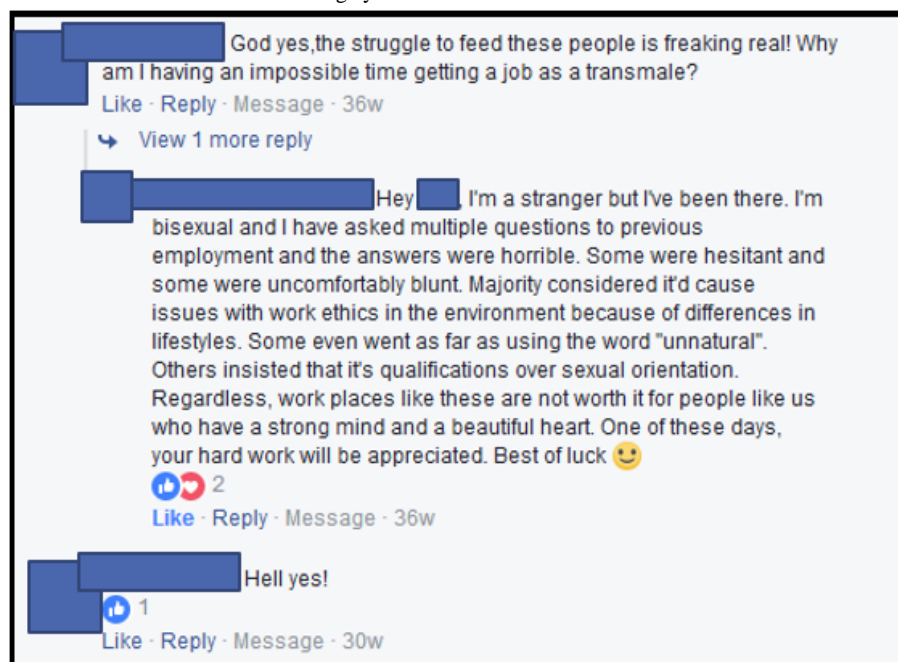 God yes,the struggle to feed these people is freaking real! Why
am I having an impossible time getting a job as a transmale?
Like · Reply · Message · 36w
View 1 more reply
Hey , I'm a stranger but I've been there. I'm
bisexual and I have asked multiple questions to previous
employment and the answers were horrible. Some were hesitant and
some were uncomfortably blunt. Majority considered it'd cause
issues with work ethics in the environment because of differences in
lifestyles. Some even went as far as using the word "unnatural".
Others insisted that it's qualifications over sexual orientation.
Regardless, work places like these are not worth it for people like us
who have a strong mind and a beautiful heart. One of these days,
your hard work will be appreciated. Best of luck 🙂
2
Like · Reply · Message · 36w
Hell yes!
1
Like · Reply · Message · 30w